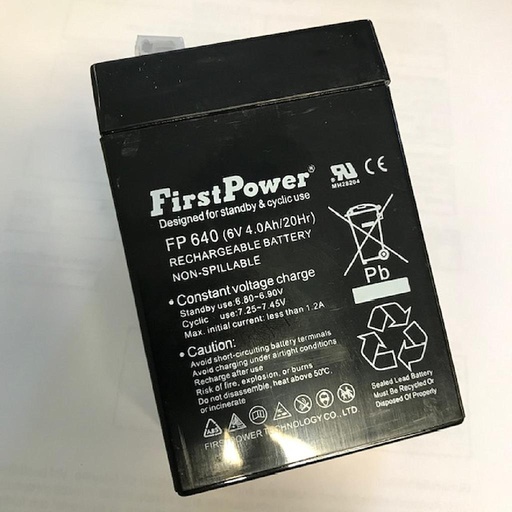 FirstPower®
Designed for standby & cyclic use
FP 640 (6V 4.0Ah/20Hr)
RECHARGEABLE BATTERY
NON-SPILLABLE
• Constant voltage charge
Standby use:6.80~6.90V
Cyclic use:7.25~7.45V
Max. initial current: less than 1.2A
• Caution:
Avoid short-circuiting battery terminals
Avoid charging under airtight conditions
Recharge after use
Risk of fire, explosion, or burns
Do not disassemble, heat above 50℃,
or incinerate
ABS
FIRSTPOWER TECHNOLOGY CO., LTD
MH28204
CE
Pb
Sealed Lead Battery
Must be Recycled Or
Disposed Of Properly